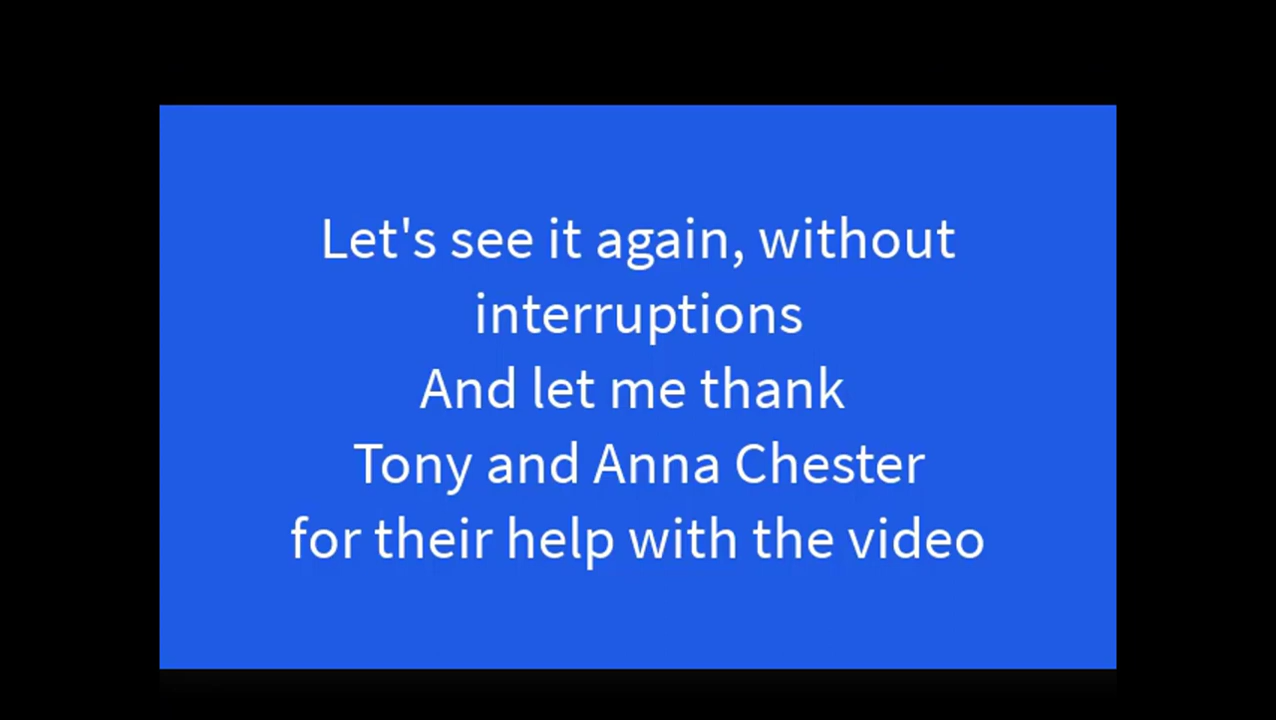 Let's see it again, without
interruptions
And let me thank
Tony and Anna Chester
for their help with the video